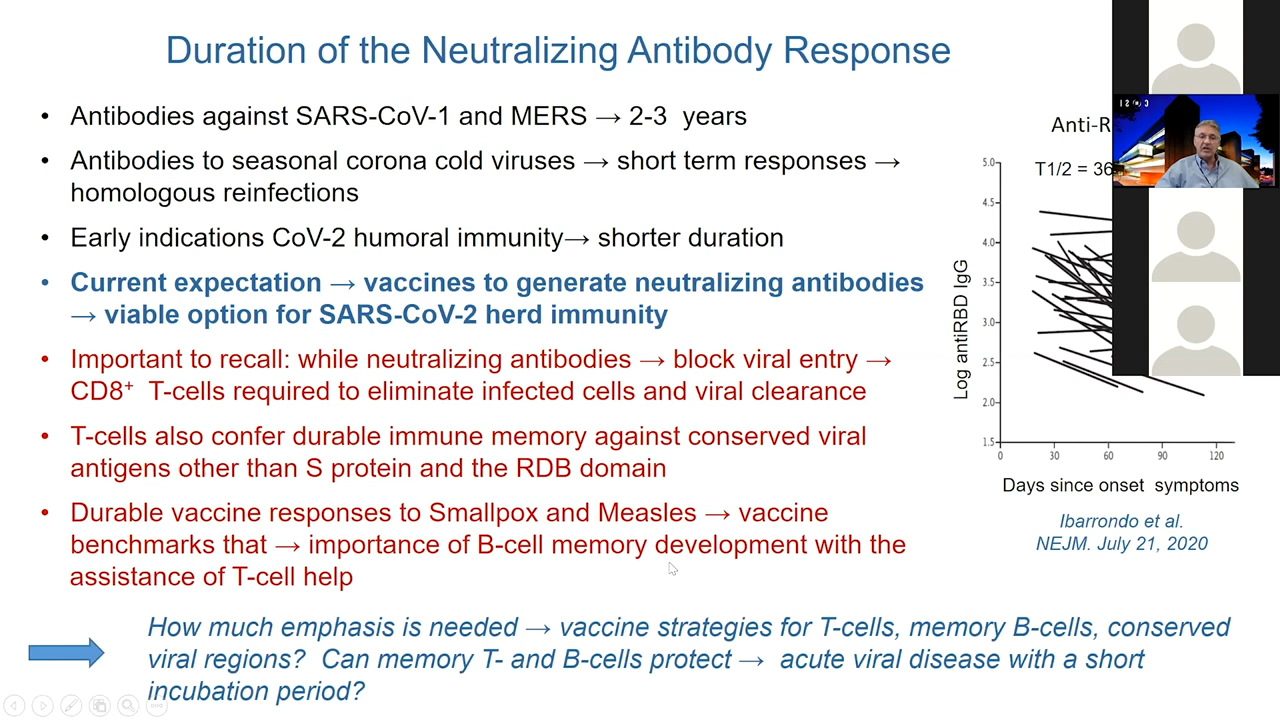 Duration of the Neutralizing Antibody Response
• Antibodies against SARS-CoV-1 and MERS → 2-3 years
• Antibodies to seasonal corona cold viruses → short term responses →
homologous reinfections
• Early indications CoV-2 humoral immunity→ shorter duration
• Current expectation → vaccines to generate neutralizing antibodies
→ viable option for SARS-CoV-2 herd immunity
• Important to recall: while neutralizing antibodies → block viral entry →
CD8⁺ T-cells required to eliminate infected cells and viral clearance
• T-cells also confer durable immune memory against conserved viral
antigens other than S protein and the RDB domain
• Durable vaccine responses to Smallpox and Measles → vaccine
benchmarks that → importance of B-cell memory development with the
assistance of T-cell help
Anti-R
T1/2 = 36
Log antiRBD IgG
5.0
4.5
4.0
3.5
3.0
2.5
2.0
1.5
0 30 60 90 120
Days since onset symptoms
Ibarrondo et al.
NEJM. July 21, 2020
How much emphasis is needed → vaccine strategies for T-cells, memory B-cells, conserved
viral regions? Can memory T- and B-cells protect → acute viral disease with a short
incubation period?